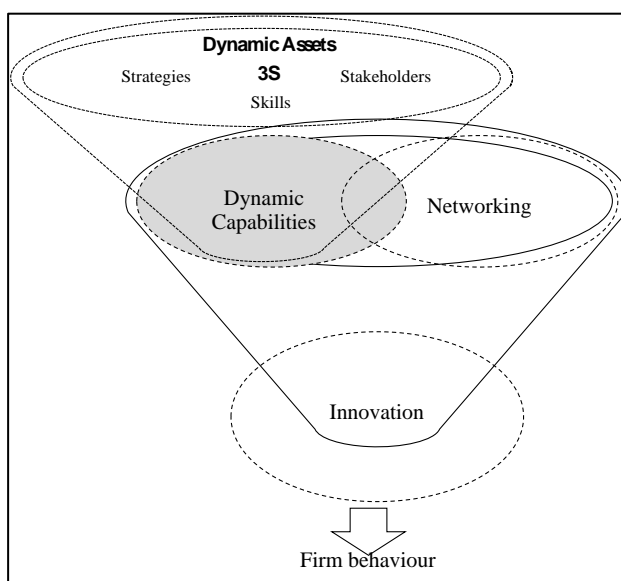 Dynamic Assets
Strategies 3S Stakeholders
Skills
Dynamic
Capabilities
Networking
Innovation
Firm behaviour